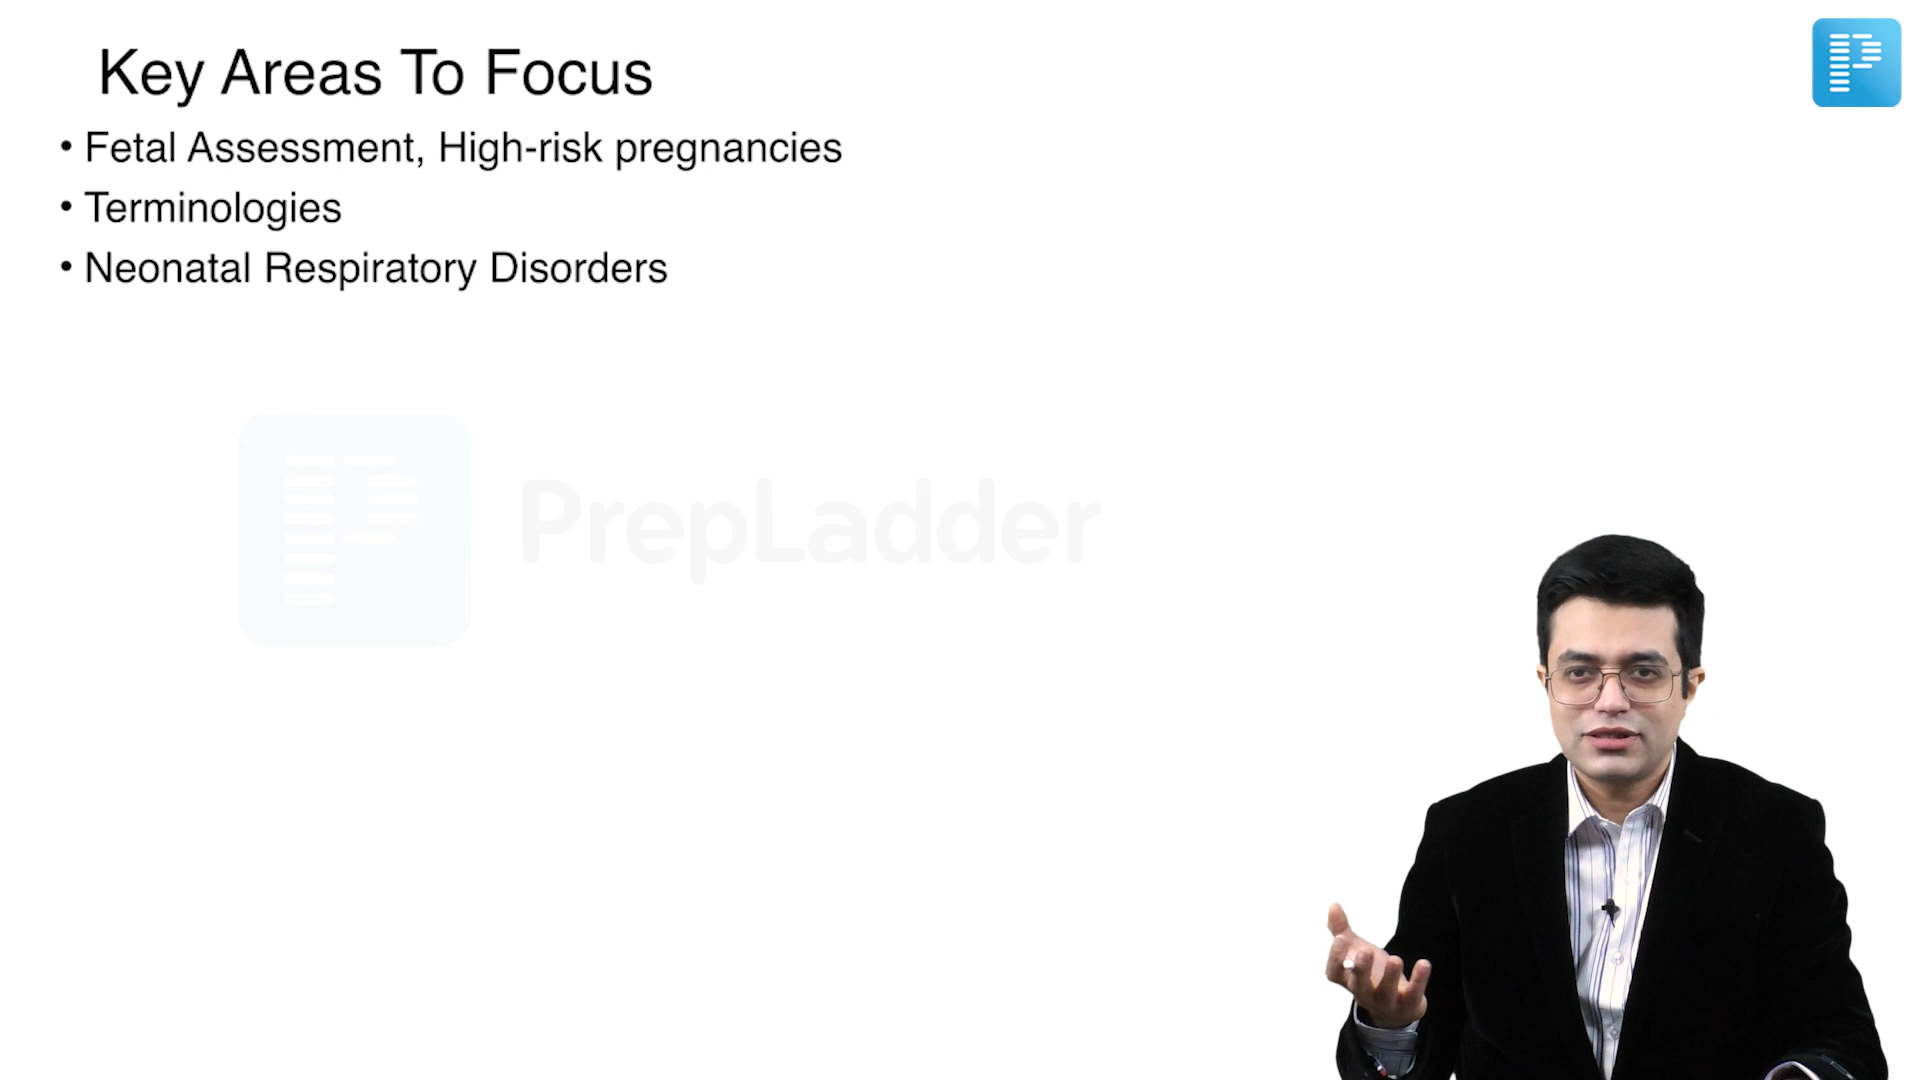 Key Areas To Focus
• Fetal Assessment, High-risk pregnancies
• Terminologies
• Neonatal Respiratory Disorders
PrepLadder